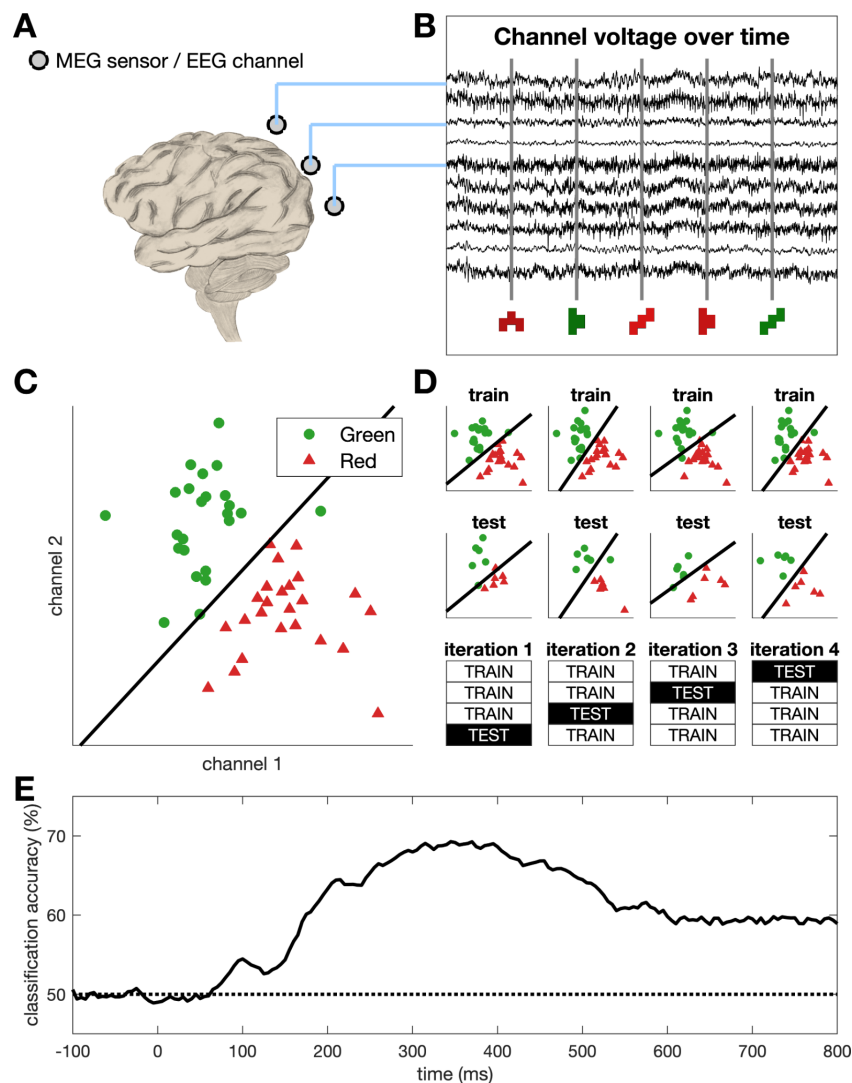 A
MEG sensor / EEG channel
B
Channel voltage over time
C
Green
Red
channel 2
channel 1
D
train train train train
test test test test
iteration 1 iteration 2 iteration 3 iteration 4
TRAIN TRAIN TRAIN TEST
TRAIN TRAIN TEST TRAIN
TRAIN TEST TRAIN TRAIN
TEST TRAIN TRAIN TRAIN
E
classification accuracy (%)
70
60
50
-100 0 100 200 300 400 500 600 700 800
time (ms)